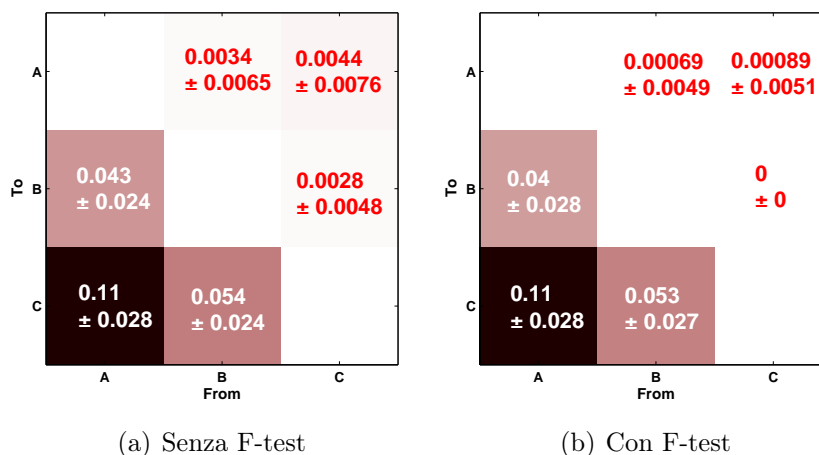 A
0.0034
± 0.0065
0.0044
± 0.0076
To
B
0.043
± 0.024
0.0028
± 0.0048
C
0.11
± 0.028
0.054
± 0.024
A
B
C
From
(a) Senza F-test
A
0.00069
± 0.0049
0.00089
± 0.0051
To
B
0.04
± 0.028
0
± 0
C
0.11
± 0.028
0.053
± 0.027
A
B
C
From
(b) Con F-test